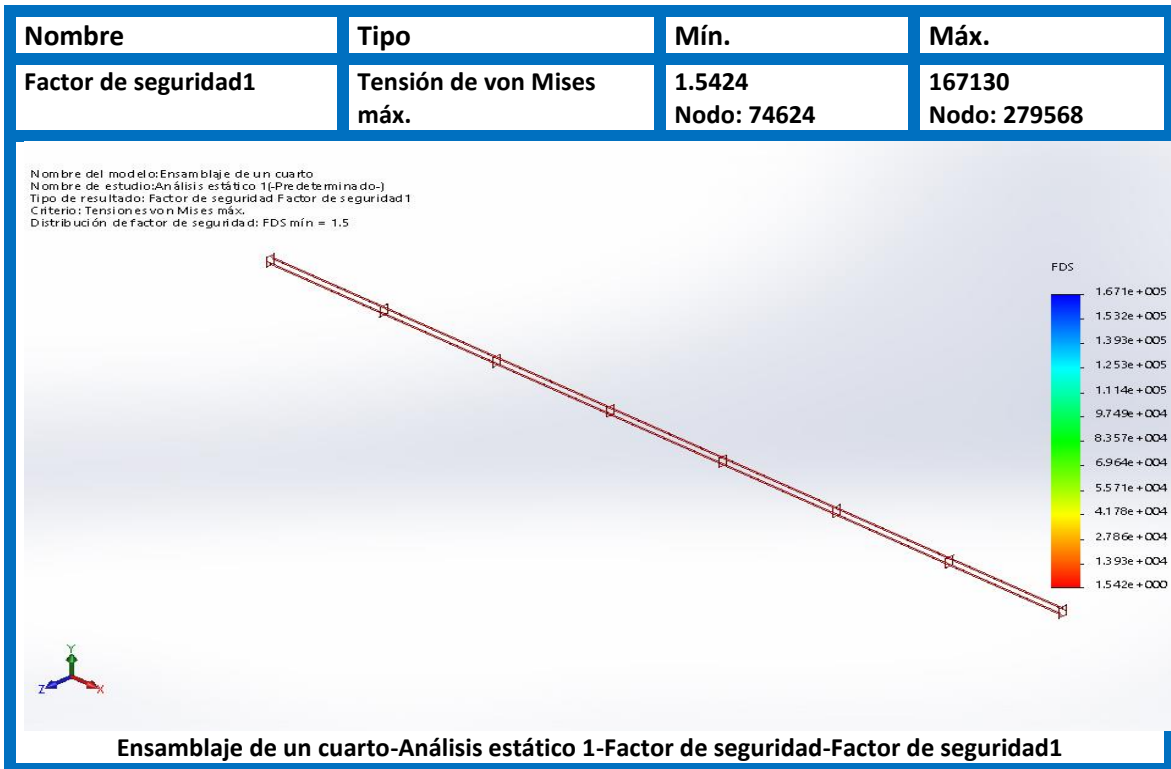 Nombre Tipo Mín. Máx.
Factor de seguridad1 Tensión de von Mises 1.5424 167130
máx. Nodo: 74624 Nodo: 279568
Nombre del modelo:Ensamblaje de un cuarto
Nombre de estudio:Análisis estático 1(-Predeterminado-)
Tipo de resultado: Factor de seguridad Factor de seguridad1
Criterio: Tensiones von Mises máx.
Distribución de factor de seguridad: FDS mín = 1.5
FDS
1.671e+005
1.532e+005
1.393e+005
1.253e+005
1.114e+005
9.749e+004
8.357e+004
6.964e+004
5.571e+004
4.178e+004
2.786e+004
1.393e+004
1.542e+000
Y
Z X
Ensamblaje de un cuarto-Análisis estático 1-Factor de seguridad-Factor de seguridad1